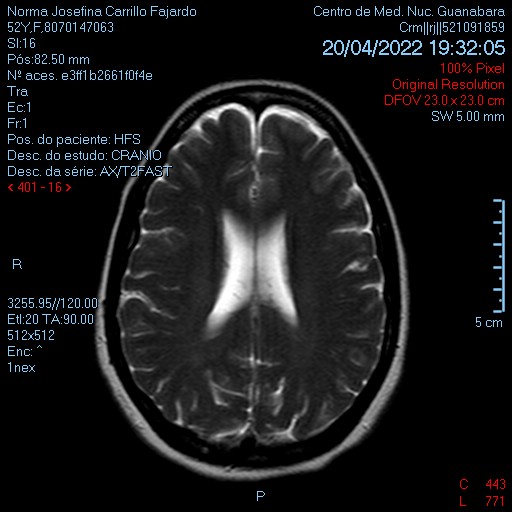 Norma Josefina Carrillo Fajardo
52Y,F,8070147063
Sl:16
Pós:82.50 mm
Nº aces. e3ff1b2661f0f4e
Tra
Ec:1
Fr:1
Pos. do paciente: HFS
Desc. do estudo: CRANIO
Desc. da série: AX/T2FAST
< 401 - 16 >
Centro de Med. Nuc. Guanabara
Crm||rj||521091859
20/04/2022 19:32:05
100% Pixel
Original Resolution
DFOV 23.0 x 23.0 cm
SW 5.00 mm
R
3255.95//120.00
Etl:20 TA:90.00
512x512
Enc: ^
1nex
5 cm
P
C 443
L 771